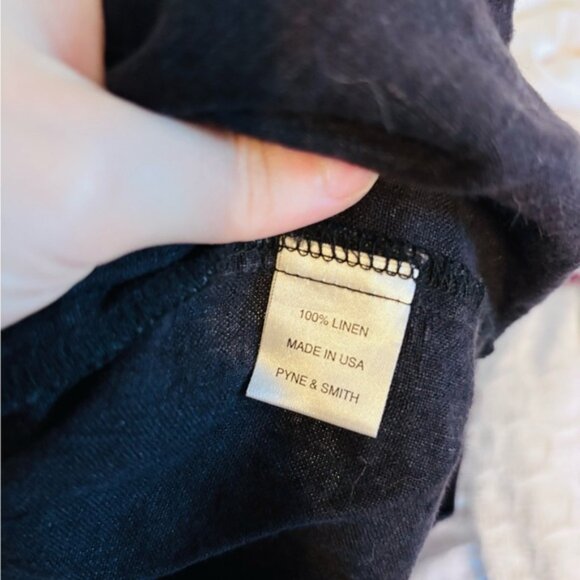 100% LINEN
MADE IN USA
PYNE & SMITH